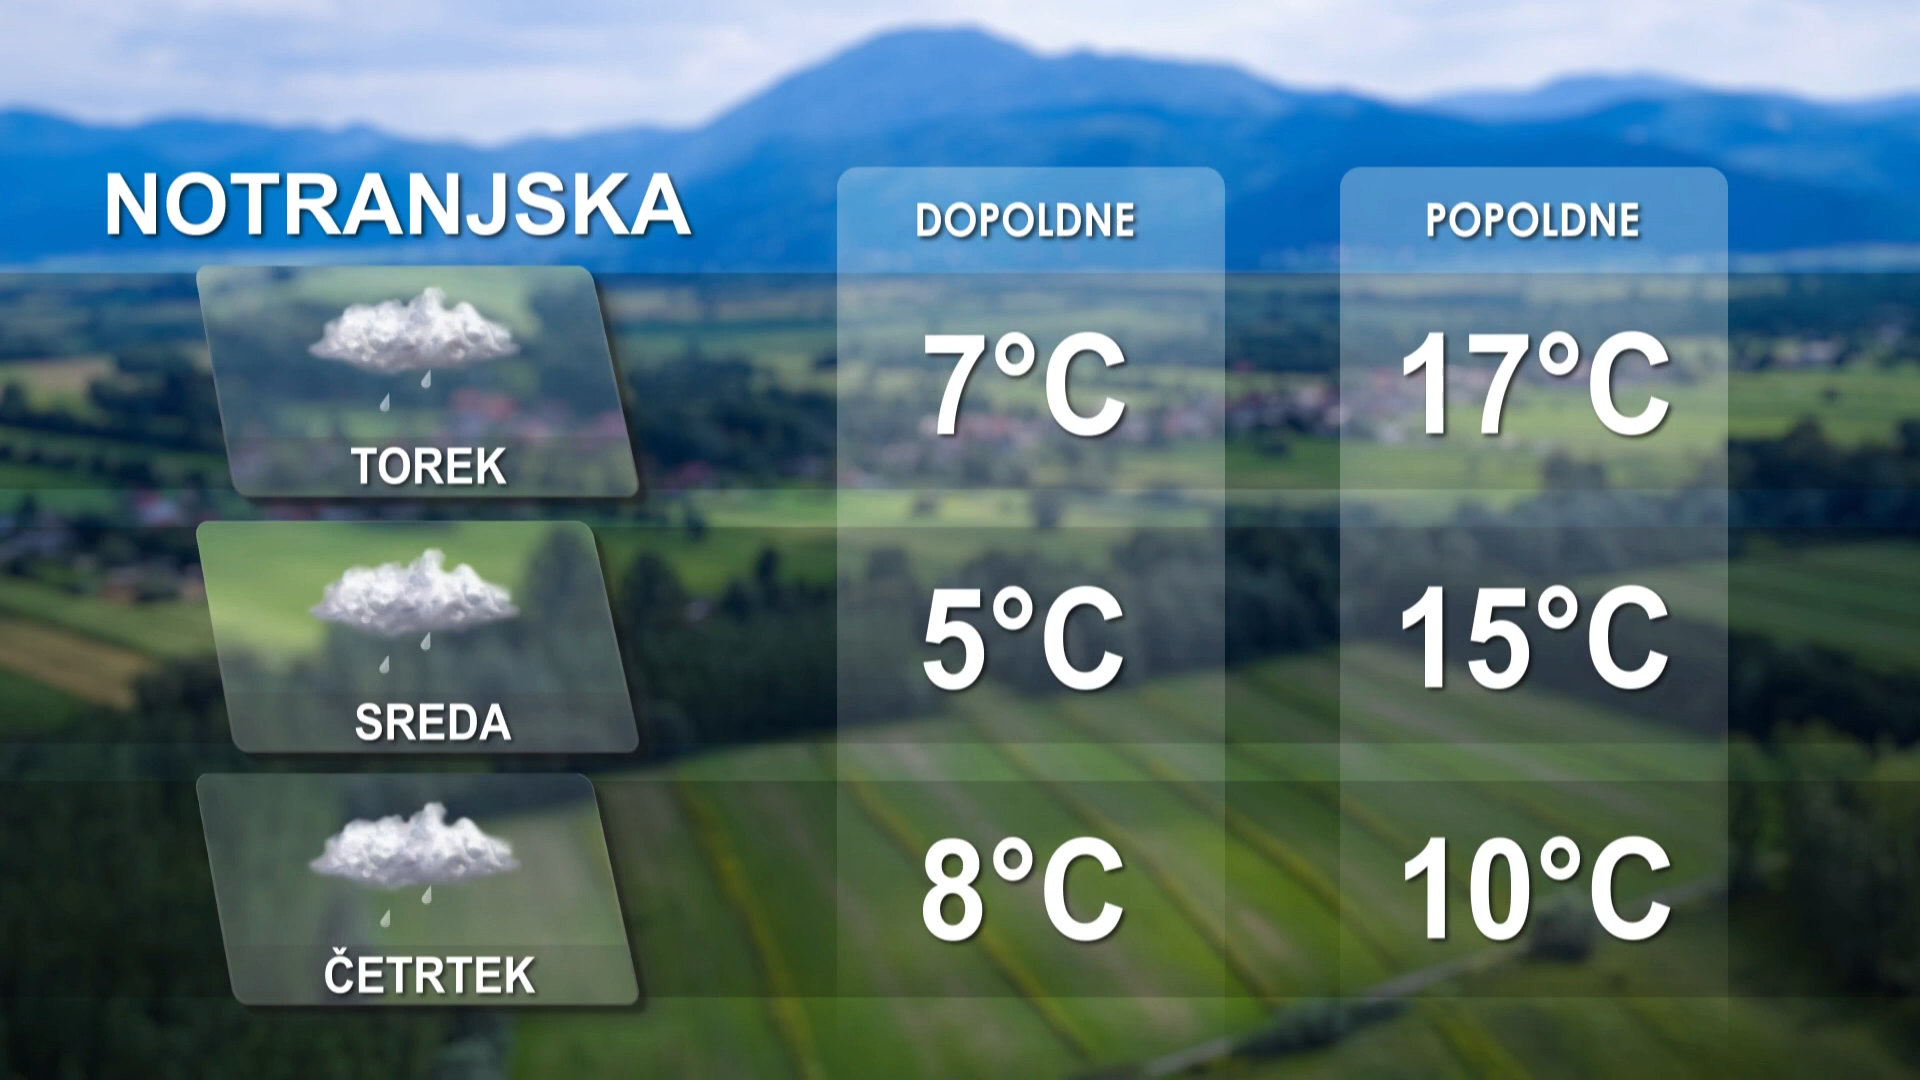 NOTRANJSKA
DOPOLDNE
POPOLDNE
TOREK
7°C
17°C
SREDA
5°C
15°C
ČETRTEK
8°C
10°C